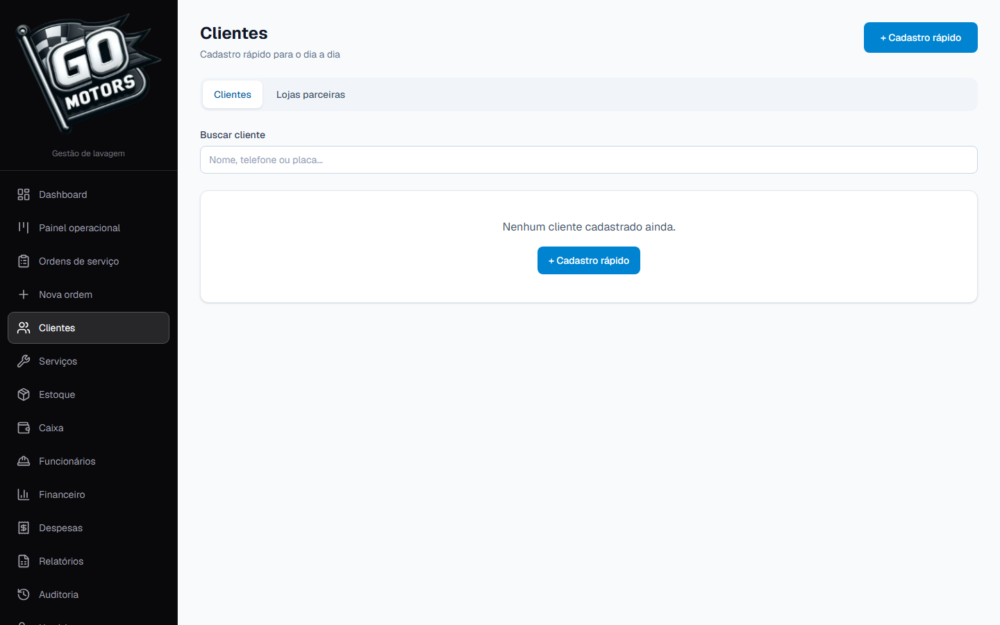 GO
MOTORS
Gestão de lavagem
Dashboard
Painel operacional
Ordens de serviço
Nova ordem
Clientes
Serviços
Estoque
Caixa
Funcionários
Financeiro
Despesas
Relatórios
Auditoria
Clientes
Cadastro rápido para o dia a dia
+ Cadastro rápido
Clientes
Lojas parceiras
Buscar cliente
Nome, telefone ou placa...
Nenhum cliente cadastrado ainda.
+ Cadastro rápido